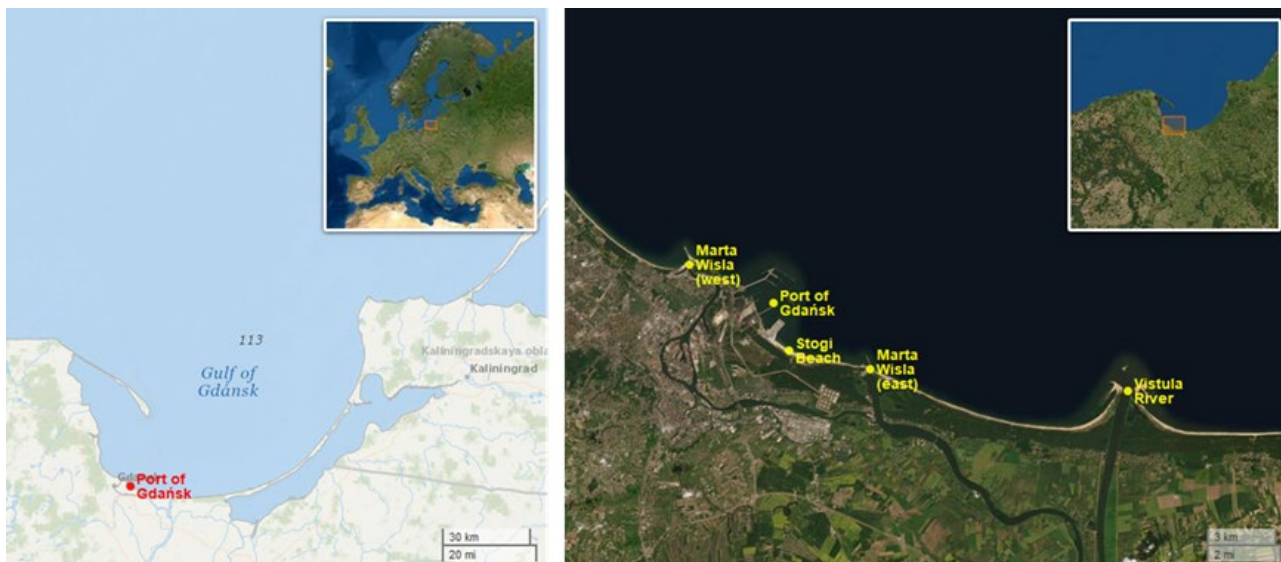 113
Gulf of
Gdańsk
Kaliningradskaya obla
Kaliningrad
Port of
Gdańsk
30 km
20 mi
Marta
Wisla
(west)
Port of
Gdańsk
Stogi
Beach
Marta
Wisla
(east)
Vistula
River
3 km
2 mi